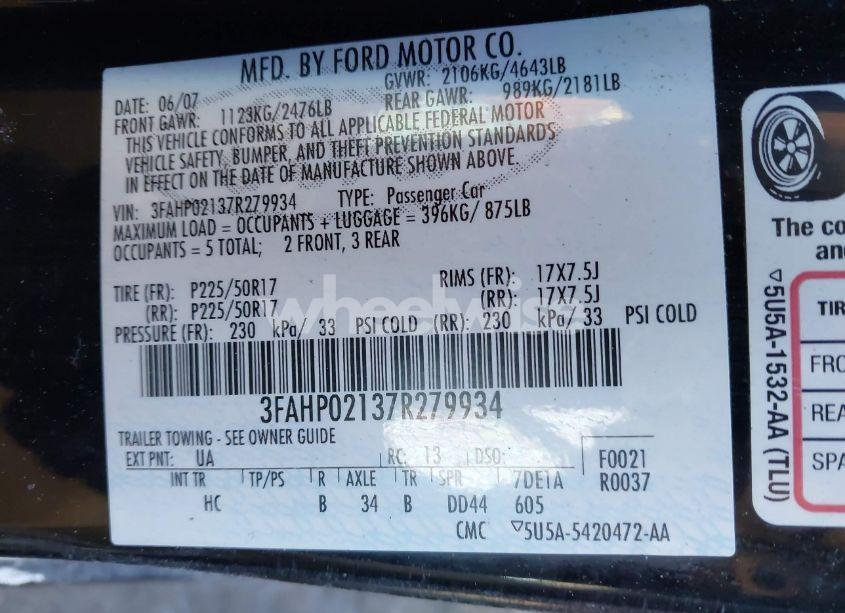 MFD. BY FORD MOTOR CO.
DATE: 06/07
GVWR: 2106KG/4643LB
FRONT GAWR: 1123KG/2476LB
REAR GAWR: 989KG/2181LB
THIS VEHICLE CONFORMS TO ALL APPLICABLE FEDERAL MOTOR
VEHICLE SAFETY, BUMPER, AND THEFT PREVENTION STANDARDS
IN EFFECT ON THE DATE OF MANUFACTURE SHOWN ABOVE.
VIN: 3FAHP02137R279934 TYPE: Passenger Car
MAXIMUM LOAD = OCCUPANTS + LUGGAGE = 396KG/ 875LB
OCCUPANTS = 5 TOTAL; 2 FRONT, 3 REAR
TIRE (FR): P225/50R17 RIMS (FR): 17X7.5J
(RR): P225/50R17 (RR): 17X7.5J
PRESSURE (FR): 230 kPa/ 33 PSI COLD (RR): 230 kPa/ 33 PSI COLD
3FAHP02137R279934
TRAILER TOWING - SEE OWNER GUIDE
EXT PNT: UA RC: 13 DSO: F0021
INT TR TP/PS R AXLE TR SPR 7DE1A R0037
HC B 34 B DD44 605
CMC ▽5U5A-5420472-AA
wheelwise
The co
an
▽5U5A-1532-AA (TLU)
TIR
FRO
REA
SPA